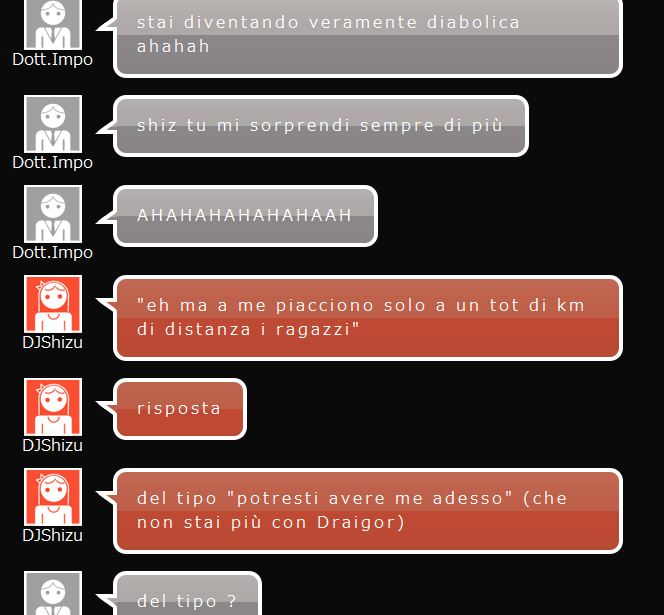 stai diventando veramente diabolica
ahahah
Dott.Impo
shiz tu mi sorprendi sempre di più
Dott.Impo
AHAHAHAHAHAHAAH
Dott.Impo
"eh ma a me piacciono solo a un tot di km
di distanza i ragazzi"
DJShizu
risposta
DJShizu
del tipo "potresti avere me adesso" (che
non stai più con Draigor)
DJShizu
del tipo ?